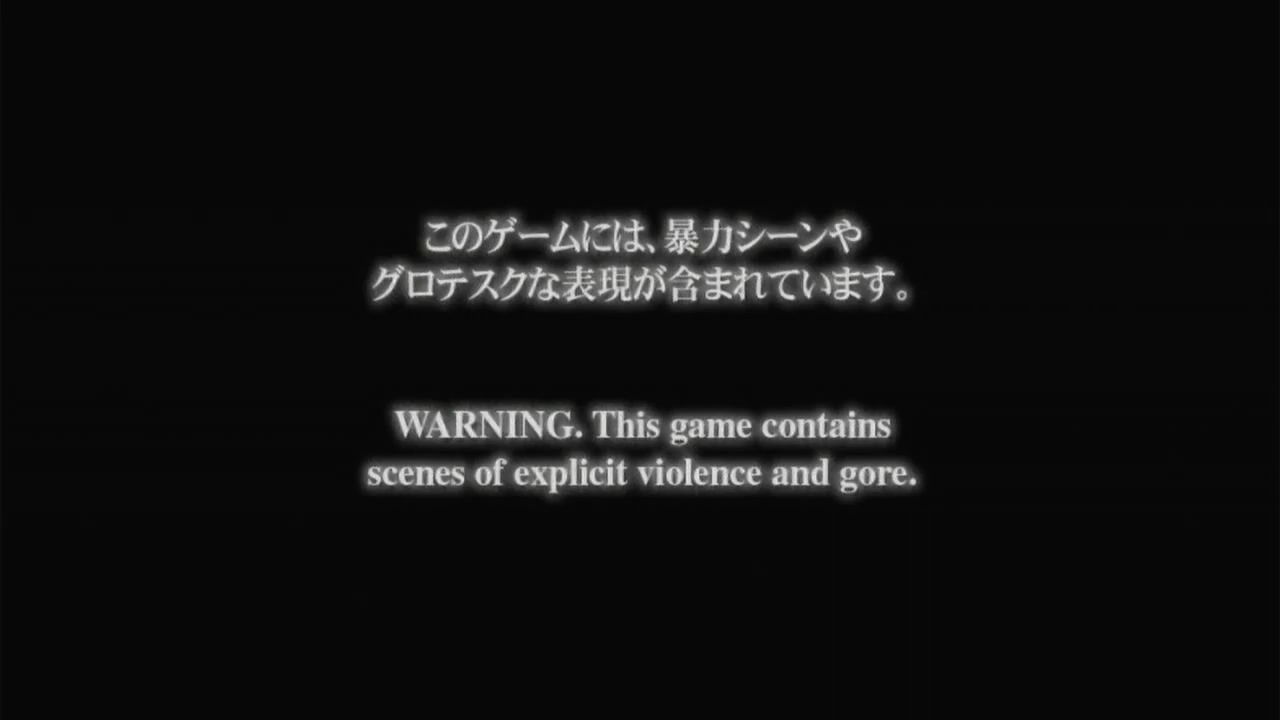 このゲームには、暴力シーンや
グロテスクな表現が含まれています。
WARNING. This game contains
scenes of explicit violence and gore.